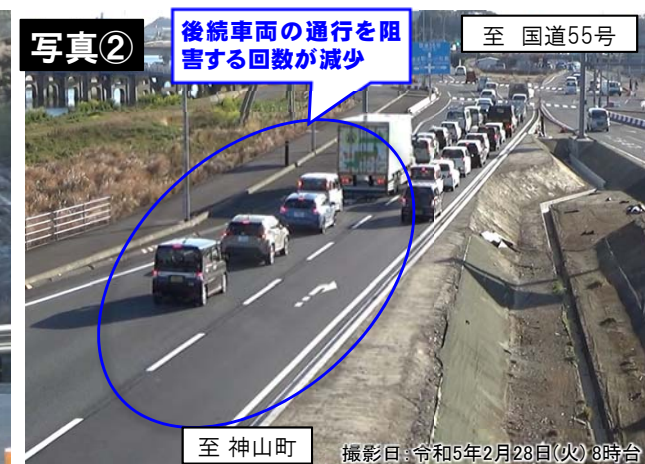 写真②
後続車両の通行を阻
害する回数が減少
至 国道55号
至 神山町
撮影日：令和5年2月28日(火) 8時台